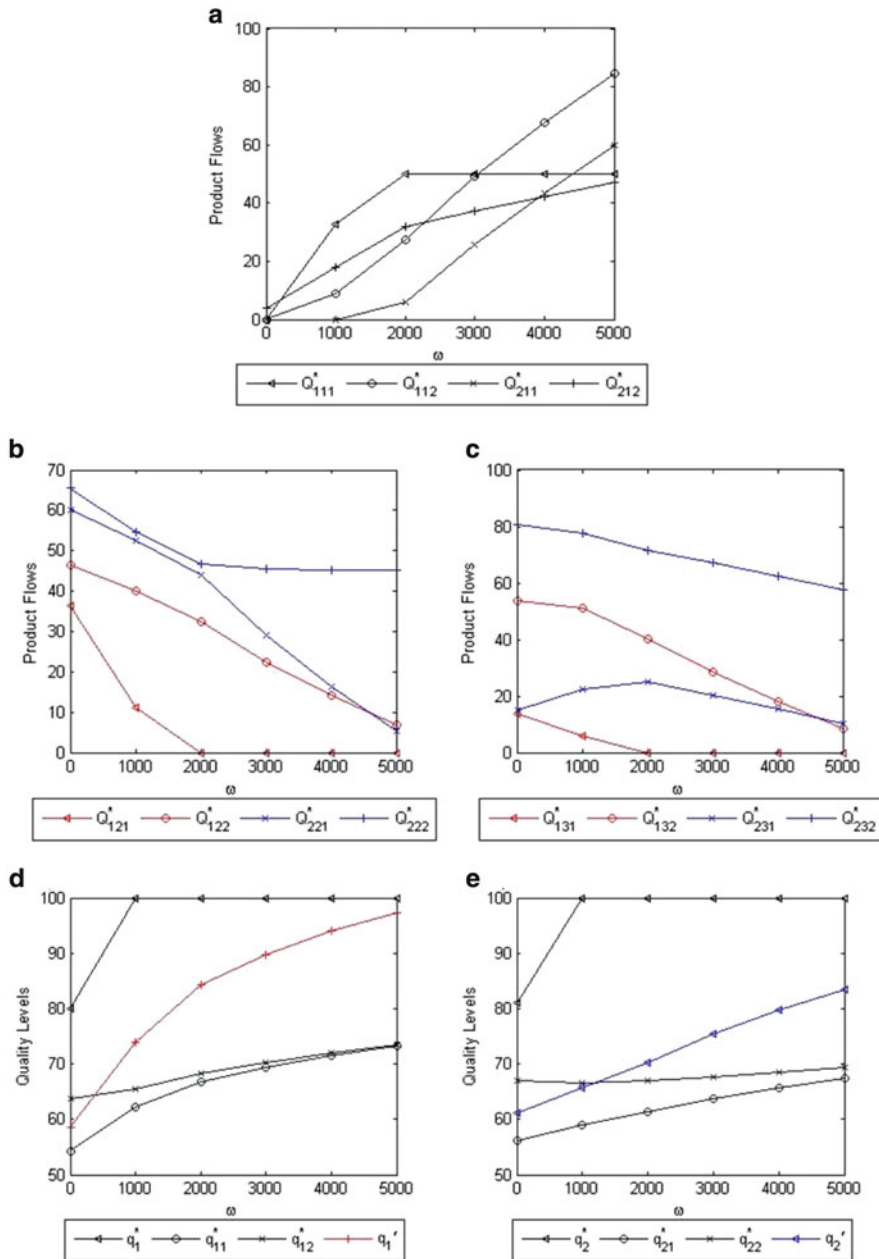 a
100
80
60
40
20
0
Product Flows
0 1000 2000 3000 4000 5000
ω
Q*111 Q*112 Q*211 Q*212
b
70
60
50
40
30
20
10
0
Product Flows
0 1000 2000 3000 4000 5000
ω
Q*121 Q*122 Q*221 Q*222
c
100
80
60
40
20
0
Product Flows
0 1000 2000 3000 4000 5000
ω
Q*131 Q*132 Q*231 Q*232
d
100
90
80
70
60
50
Quality Levels
0 1000 2000 3000 4000 5000
ω
q*1 q*11 q*12 q1'
e
100
90
80
70
60
50
Quality Levels
0 1000 2000 3000 4000 5000
ω
q*2 q*21 q*22 q2'